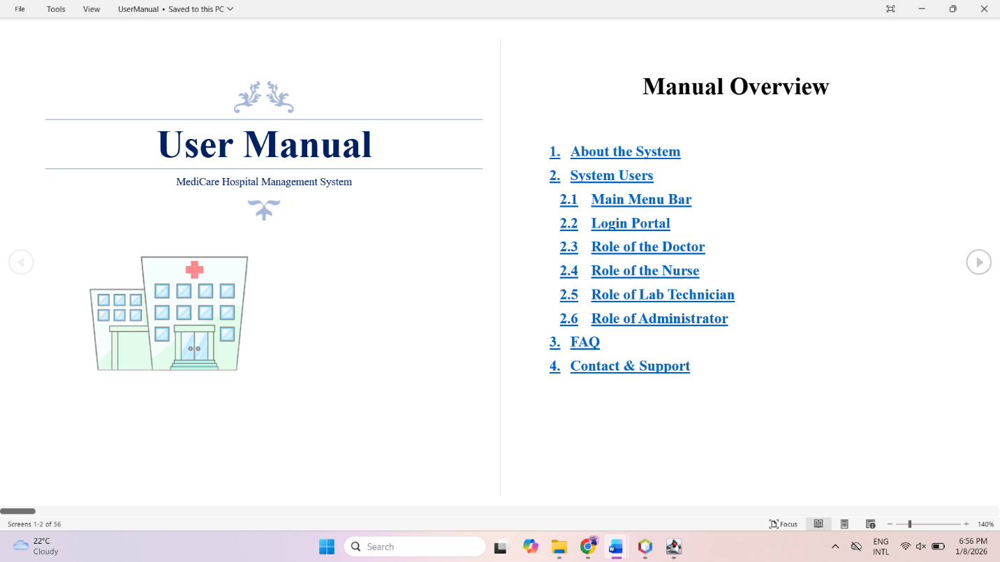 File Tools View UserManual • Saved to this PC
User Manual
MediCare Hospital Management System
Manual Overview
1. About the System
2. System Users
2.1 Main Menu Bar
2.2 Login Portal
2.3 Role of the Doctor
2.4 Role of the Nurse
2.5 Role of Lab Technician
2.6 Role of Administrator
3. FAQ
4. Contact & Support
Screens 1-2 of 56
Focus
140%
22°C
Cloudy
Search
ENG
INTL
6:56 PM
1/8/2026